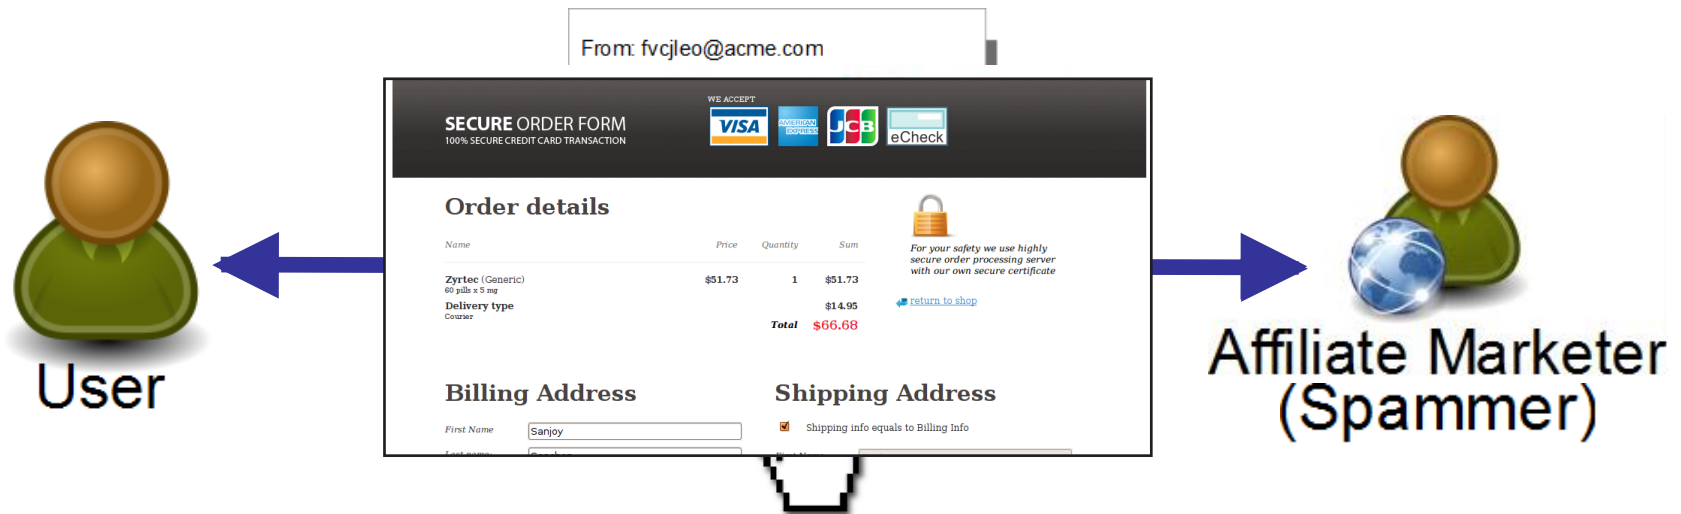 From: fvcjleo@acme.com
WE ACCEPT
SECURE ORDER FORM
100% SECURE CREDIT CARD TRANSACTION
VISA
AMERICAN EXPRESS
JCB
eCheck
Order details
Name Price Quantity Sum
Zyrtec (Generic) $51.73 1 $51.73
60 pills x 5 mg
Delivery type $14.95
Courier
Total $66.68
For your safety we use highly
secure order processing server
with our own secure certificate
return to shop
Billing Address
Shipping Address
First Name Sanjoy
Shipping info equals to Billing Info
User
Affiliate Marketer
(Spammer)